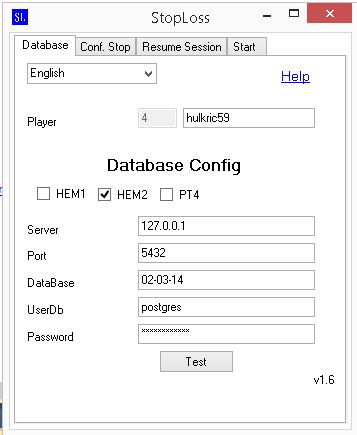 SL StopLoss
Database Conf. Stop Resume Session Start
English Help
Player 4 hulkric59
Database Config
HEM1 HEM2 PT4
Server 127.0.0.1
Port 5432
DataBase 02-03-14
UserDb postgres
Password xxxxxxxxxxxx
Test
v1.6